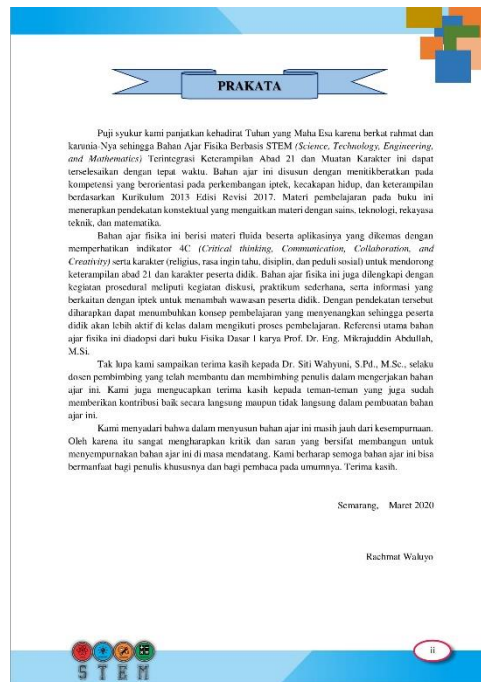 PRAKATA
Puji syukur kami panjatkan kehadirat Tuhan yang Maha Esa karena berkat rahmat dan
karunia-Nya sehingga Bahan Ajar Fisika Berbasis STEM (Science, Technology, Engineering,
and Mathematics) Terintegrasi Keterampilan Abad 21 dan Muatan Karakter ini dapat
terselesaikan dengan tepat waktu. Bahan ajar ini disusun dengan menitikberatkan pada
kompetensi yang berorientasi pada perkembangan iptek, kecakapan hidup, dan keterampilan
berdasarkan Kurikulum 2013 Edisi Revisi 2017. Materi pembelajaran pada buku ini
menerapkan pendekatan konstektual yang mengaitkan materi dengan sains, teknologi, rekayasa
teknik, dan matematika.
Bahan ajar fisika ini berisi materi fluida beserta aplikasinya yang dikemas dengan
memperhatikan indikator 4C (Critical thinking, Communication, Collaboration, and
Creativity) serta karakter (religius, rasa ingin tahu, disiplin, dan peduli sosial) untuk mendorong
keterampilan abad 21 dan karakter peserta didik. Bahan ajar fisika ini juga dilengkapi dengan
kegiatan prosedural meliputi kegiatan diskusi, praktikum sederhana, serta informasi yang
berkaitan dengan iptek untuk menambah wawasan peserta didik. Dengan pendekatan tersebut
diharapkan dapat menumbuhkan konsep pembelajaran yang menyenangkan sehingga peserta
didik akan lebih aktif di kelas dalam mengikuti proses pembelajaran. Referensi utama bahan
ajar fisika ini diadopsi dari buku Fisika Dasar I karya Prof. Dr. Eng. Mikrajuddin Abdullah,
M.Si.
Tak lupa kami sampaikan terima kasih kepada Dr. Siti Wahyuni, S.Pd., M.Sc., selaku
dosen pembimbing yang telah membantu dan membimbing penulis dalam mengerjakan bahan
ajar ini. Kami juga mengucapkan terima kasih kepada teman-teman yang juga sudah
memberikan kontribusi baik secara langsung maupun tidak langsung dalam pembuatan bahan
ajar ini.
Kami menyadari bahwa dalam menyusun bahan ajar ini masih jauh dari kesempurnaan.
Oleh karena itu sangat mengharapkan kritik dan saran yang bersifat membangun untuk
menyempurnakan bahan ajar ini di masa mendatang. Kami berharap semoga bahan ajar ini bisa
bermanfaat bagi penulis khususnya dan bagi pembaca pada umumnya. Terima kasih.
Semarang, Maret 2020
Rachmat Waluyo
ii
STEM